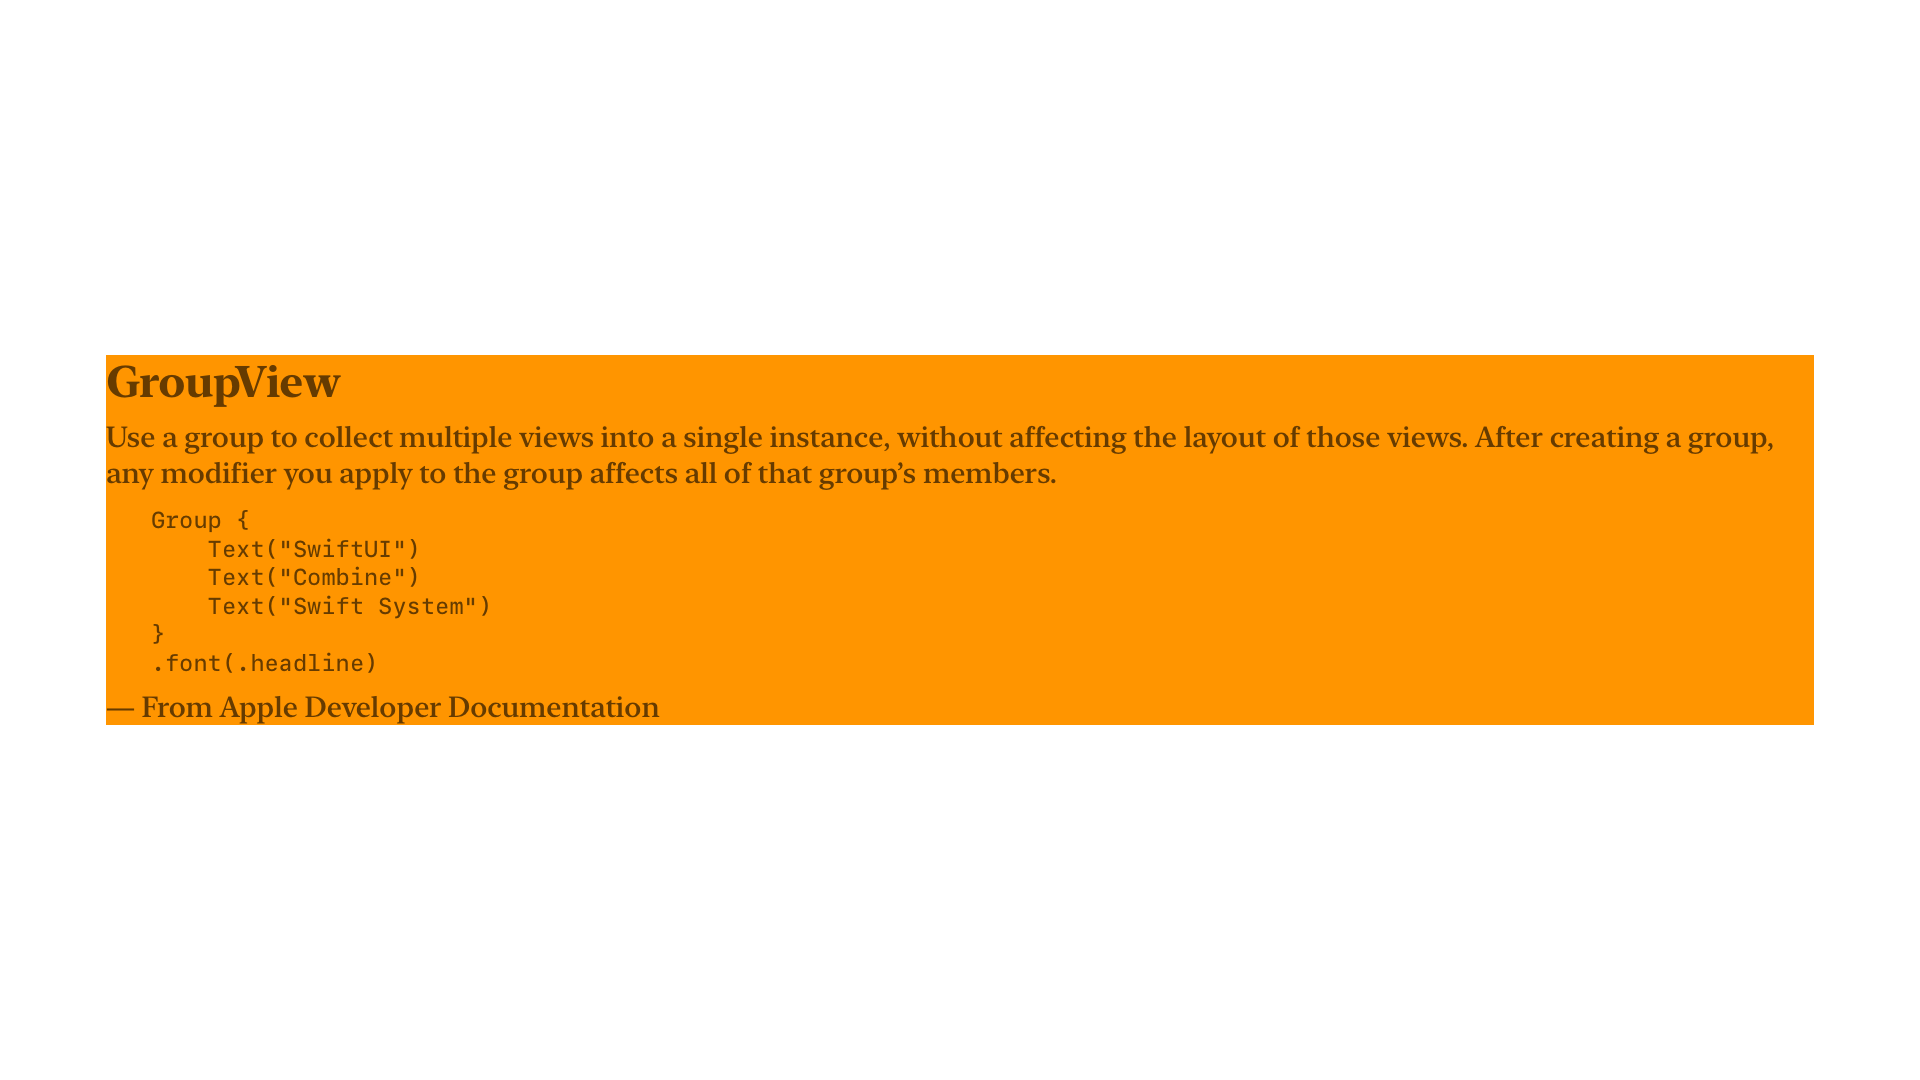 GroupView
Use a group to collect multiple views into a single instance, without affecting the layout of those views. After creating a group,
any modifier you apply to the group affects all of that group’s members.
Group {
    Text("SwiftUI")
    Text("Combine")
    Text("Swift System")
}
.font(.headline)
— From Apple Developer Documentation